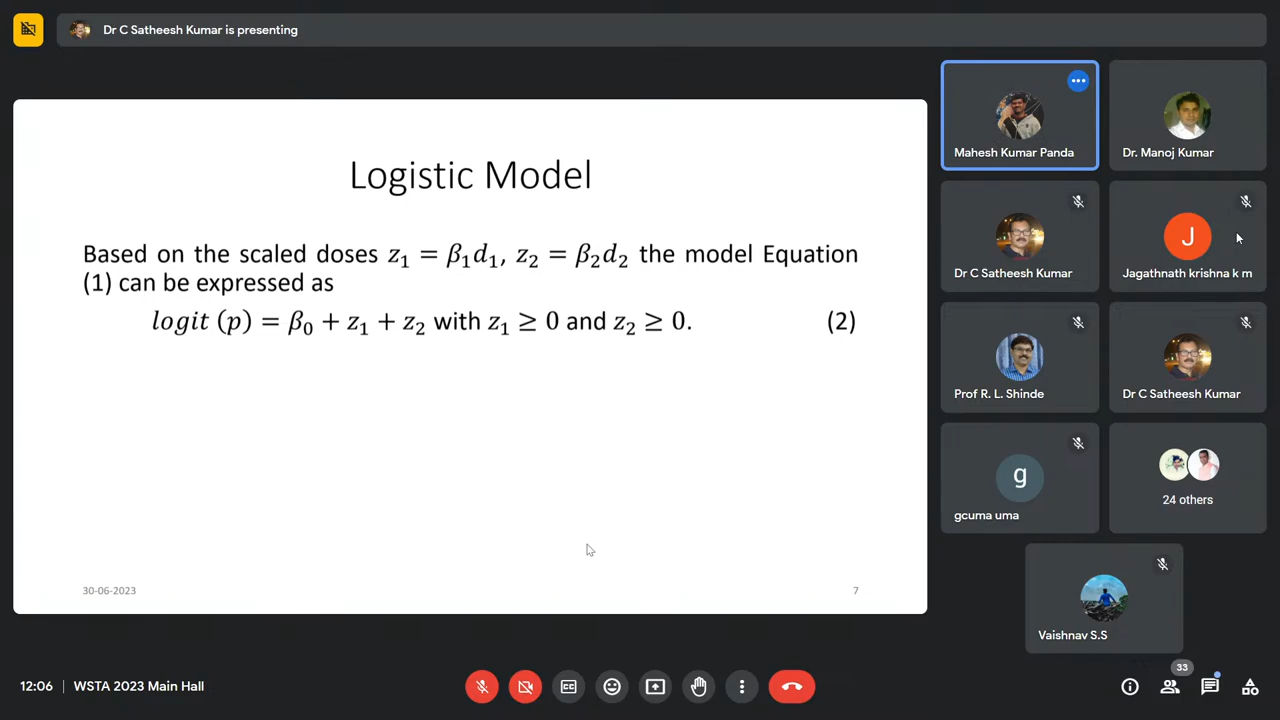 Dr C Satheesh Kumar is presenting
Logistic Model
Based on the scaled doses z₁ = β₁d₁, z₂ = β₂d₂ the model Equation
(1) can be expressed as
logit (p) = β₀ + z₁ + z₂ with z₁ ≥ 0 and z₂ ≥ 0. (2)
30-06-2023 7
Mahesh Kumar Panda
Dr. Manoj Kumar
Dr C Satheesh Kumar
J
Jagathnath krishna k m
Prof R. L. Shinde
Dr C Satheesh Kumar
g
gcuma uma
24 others
Vaishnav S.S
12:06 | WSTA 2023 Main Hall
33